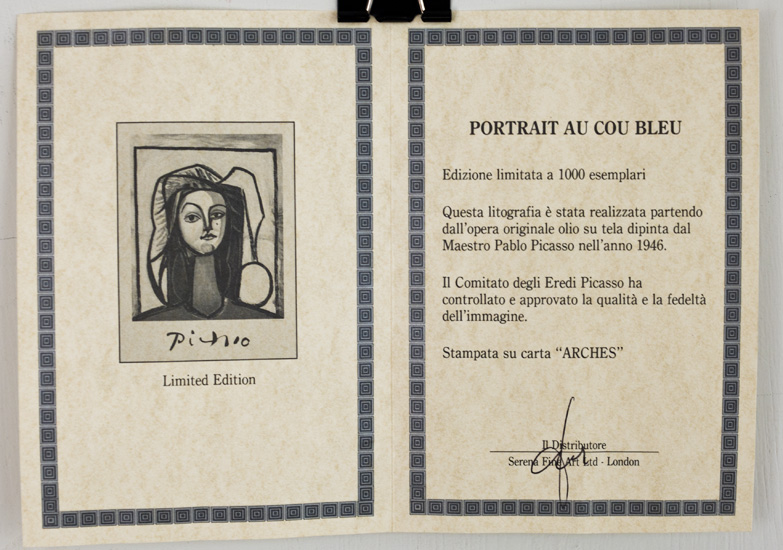 Picasso
Limited Edition
PORTRAIT AU COU BLEU
Edizione limitata a 1000 esemplari
Questa litografia è stata realizzata partendo
dall'opera originale olio su tela dipinta dal
Maestro Pablo Picasso nell'anno 1946.
Il Comitato degli Eredi Picasso ha
controllato e approvato la qualità e la fedeltà
dell'immagine.
Stampata su carta “ARCHES”
Il Distributore
Serena Fine Art Ltd - London